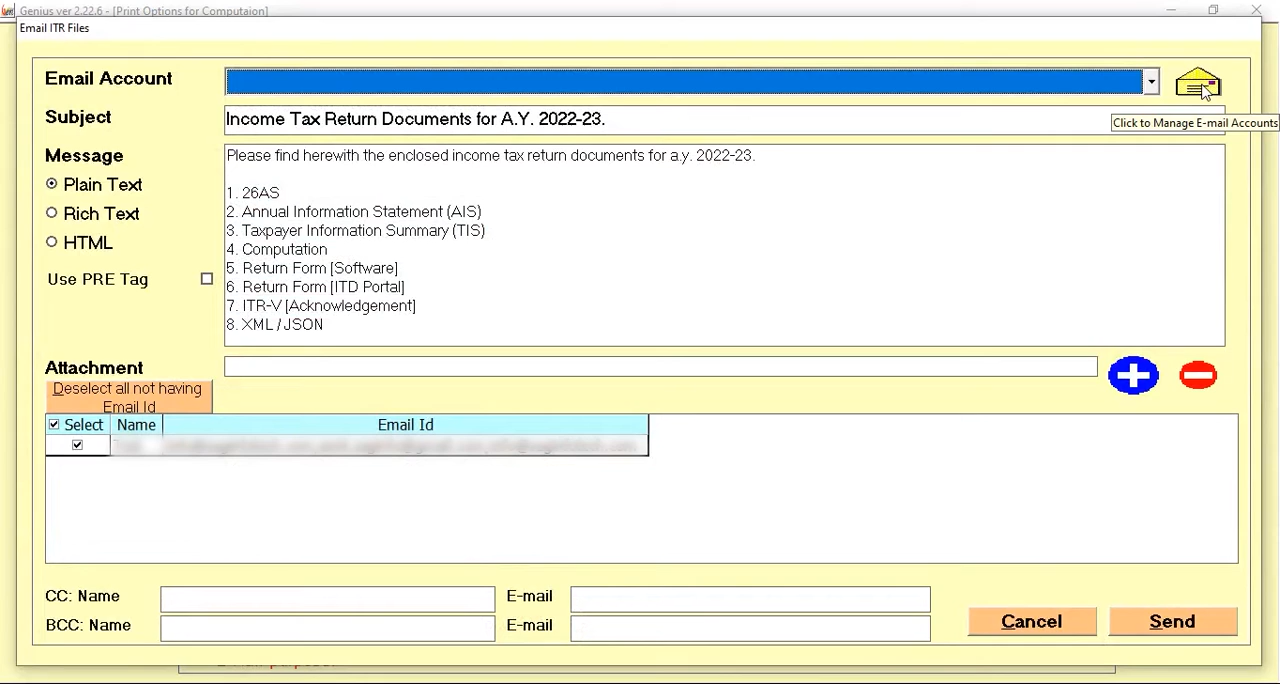 Genius ver 2.22.6 - [Print Options for Computaion]
Email ITR Files
Email Account
Click to Manage E-mail Accounts
Subject
Income Tax Return Documents for A.Y. 2022-23.
Message
Please find herewith the enclosed income tax return documents for a.y. 2022-23.
Plain Text
Rich Text
HTML
Use PRE Tag
1. 26AS
2. Annual Information Statement (AIS)
3. Taxpayer Information Summary (TIS)
4. Computation
5. Return Form [Software]
6. Return Form [ITD Portal]
7. ITR-V [Acknowledgement]
8. XML / JSON
Attachment
Deselect all not having
Email Id
Select Name Email Id
CC: Name E-mail
BCC: Name E-mail
Cancel Send